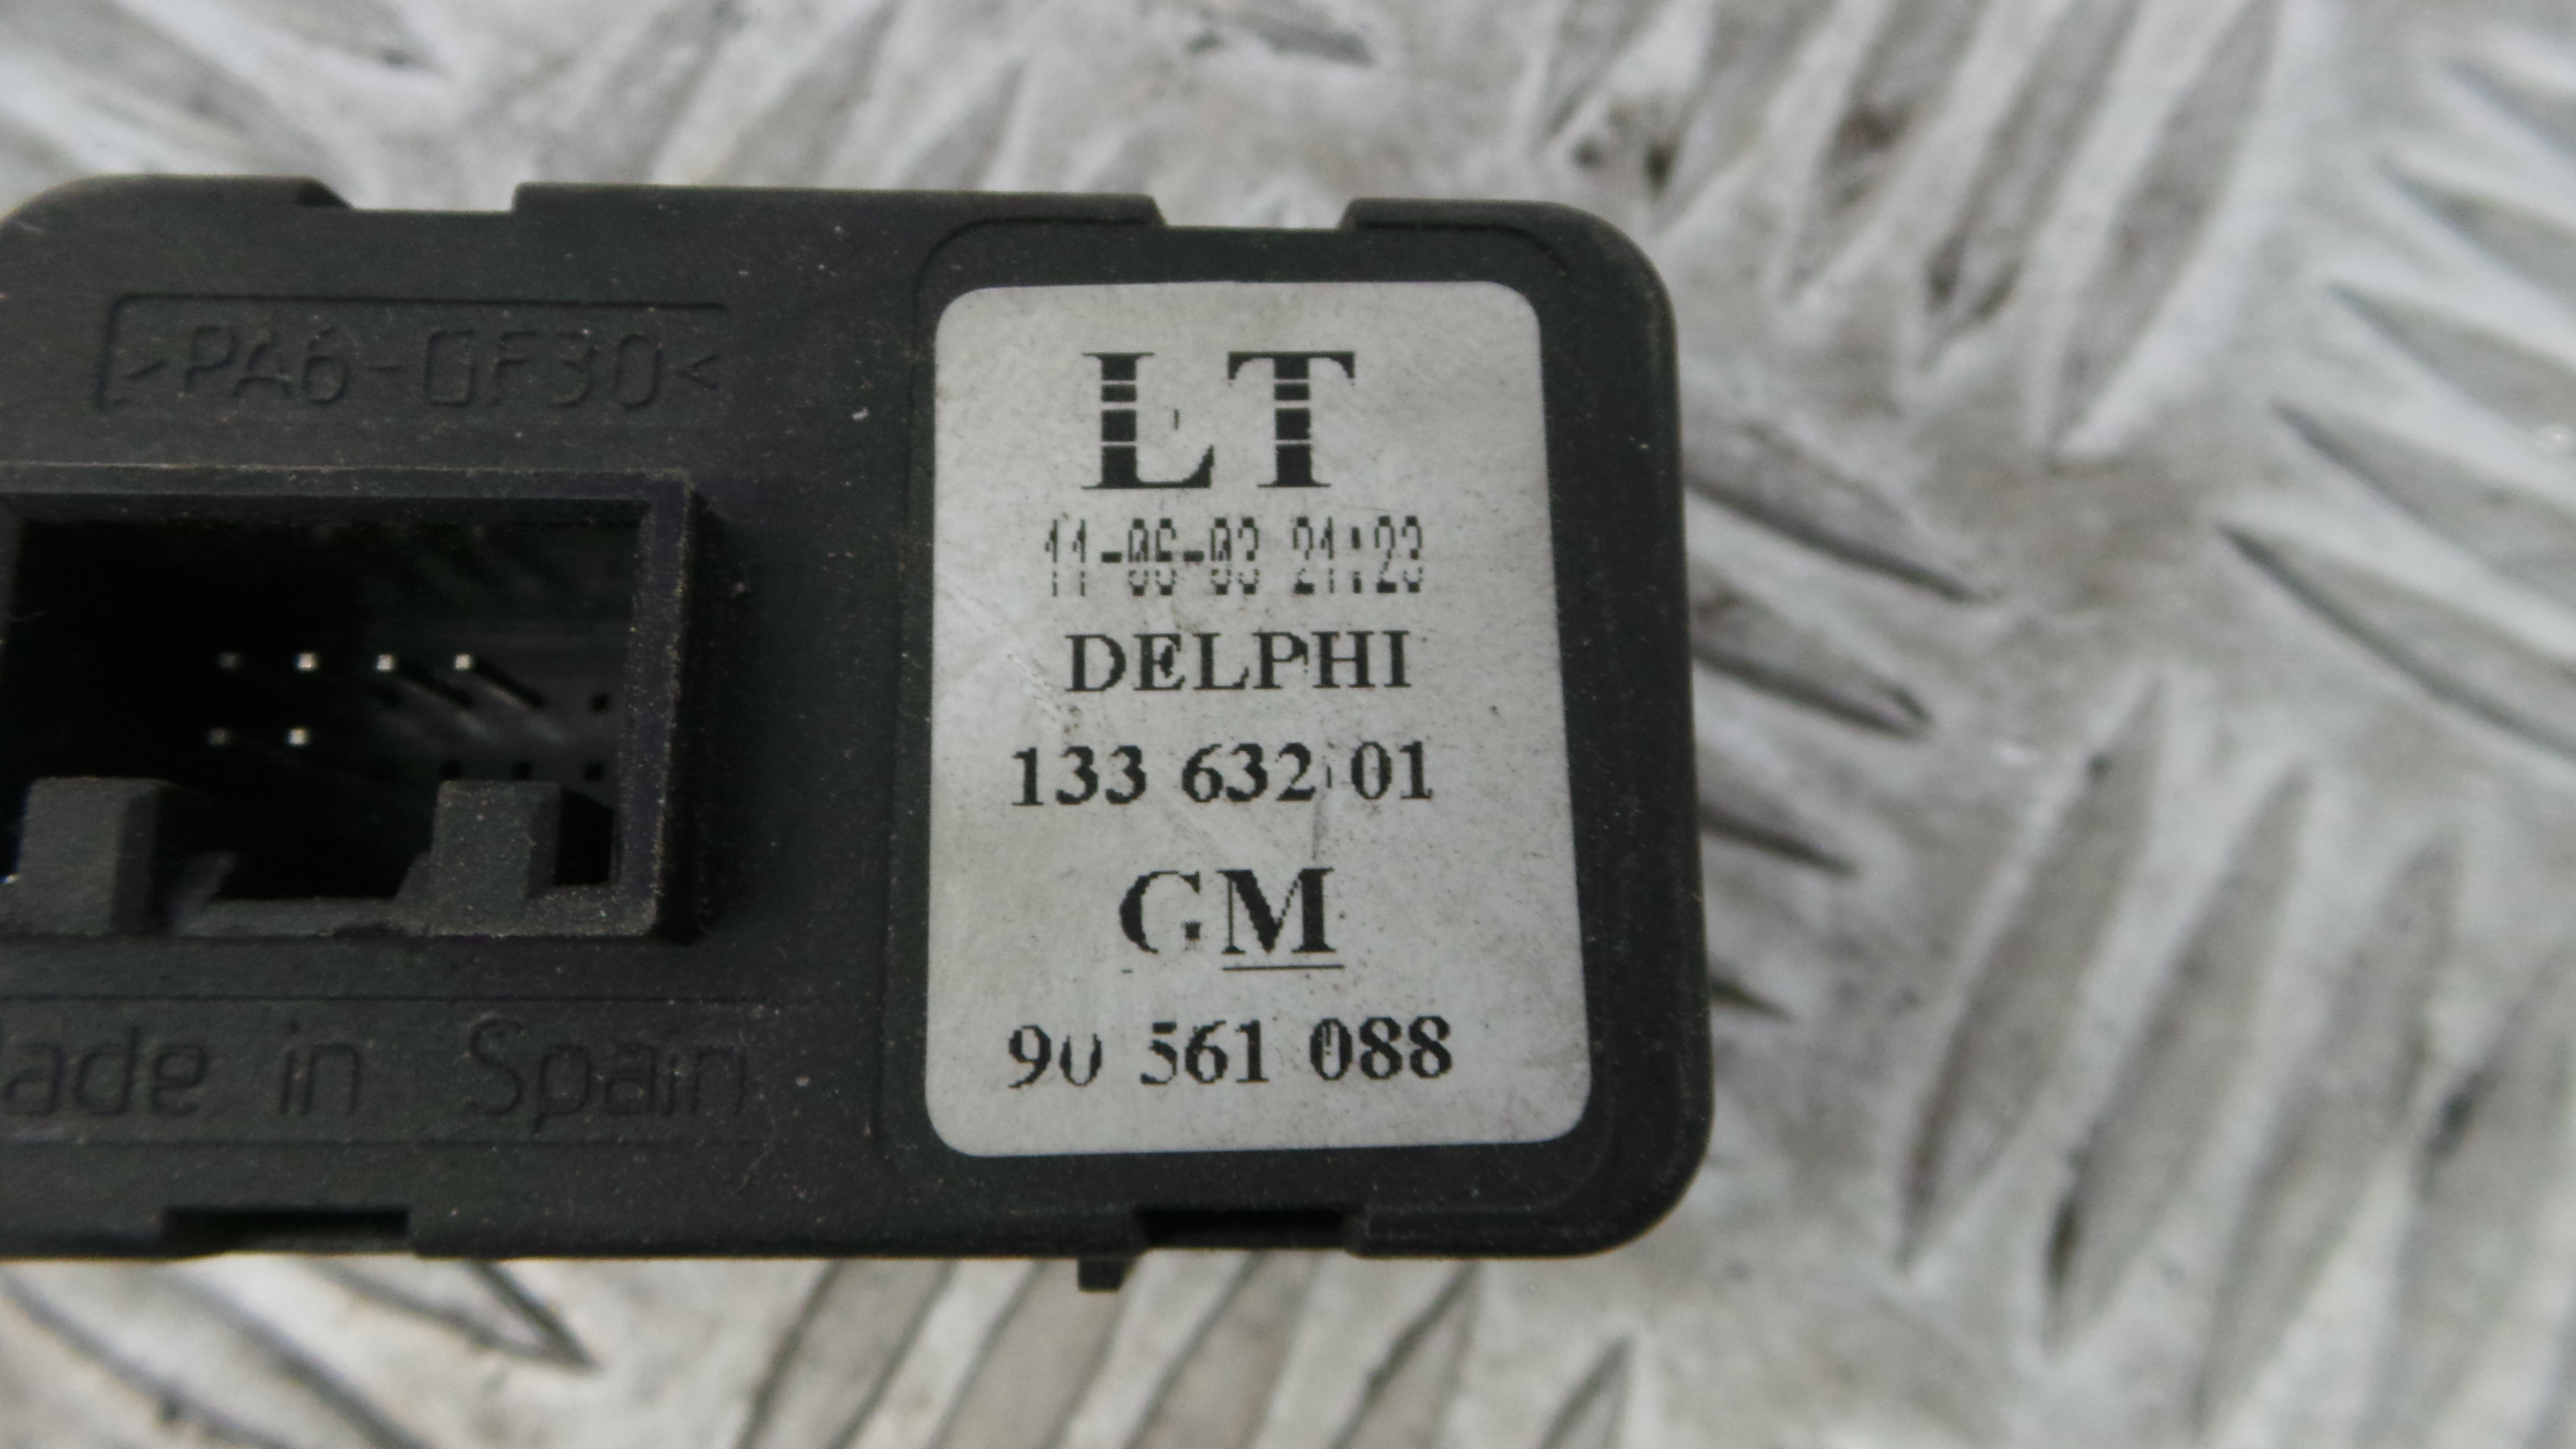 >PA6-GF30<
LT
11-06-03 21:23
DELPHI
133 632 01
GM
90 561 088
ade in Spain